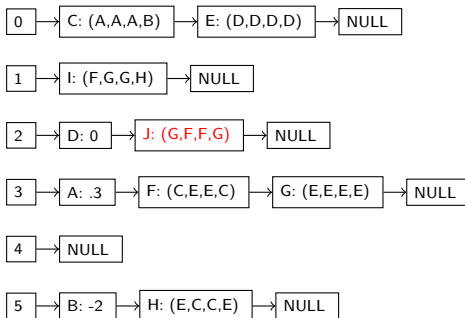 0 C: (A,A,A,B) E: (D,D,D,D) NULL
1 I: (F,G,G,H) NULL
2 D: 0 J: (G,F,F,G) NULL
3 A: .3 F: (C,E,E,C) G: (E,E,E,E) NULL
4 NULL
5 B: -2 H: (E,C,C,E) NULL